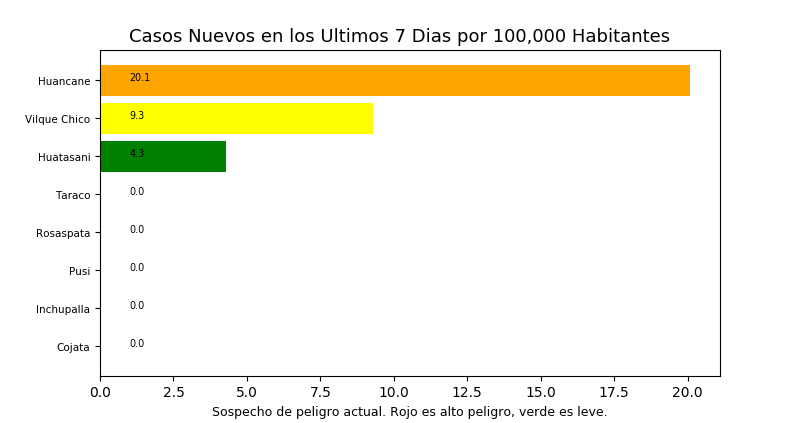 Casos Nuevos en los Ultimos 7 Dias por 100,000 Habitantes
Huancane 20.1
Vilque Chico 9.3
Huatasani 4.3
Taraco 0.0
Rosaspata 0.0
Pusi 0.0
Inchupalla 0.0
Cojata 0.0
0.0 2.5 5.0 7.5 10.0 12.5 15.0 17.5 20.0
Sospecho de peligro actual. Rojo es alto peligro, verde es leve.